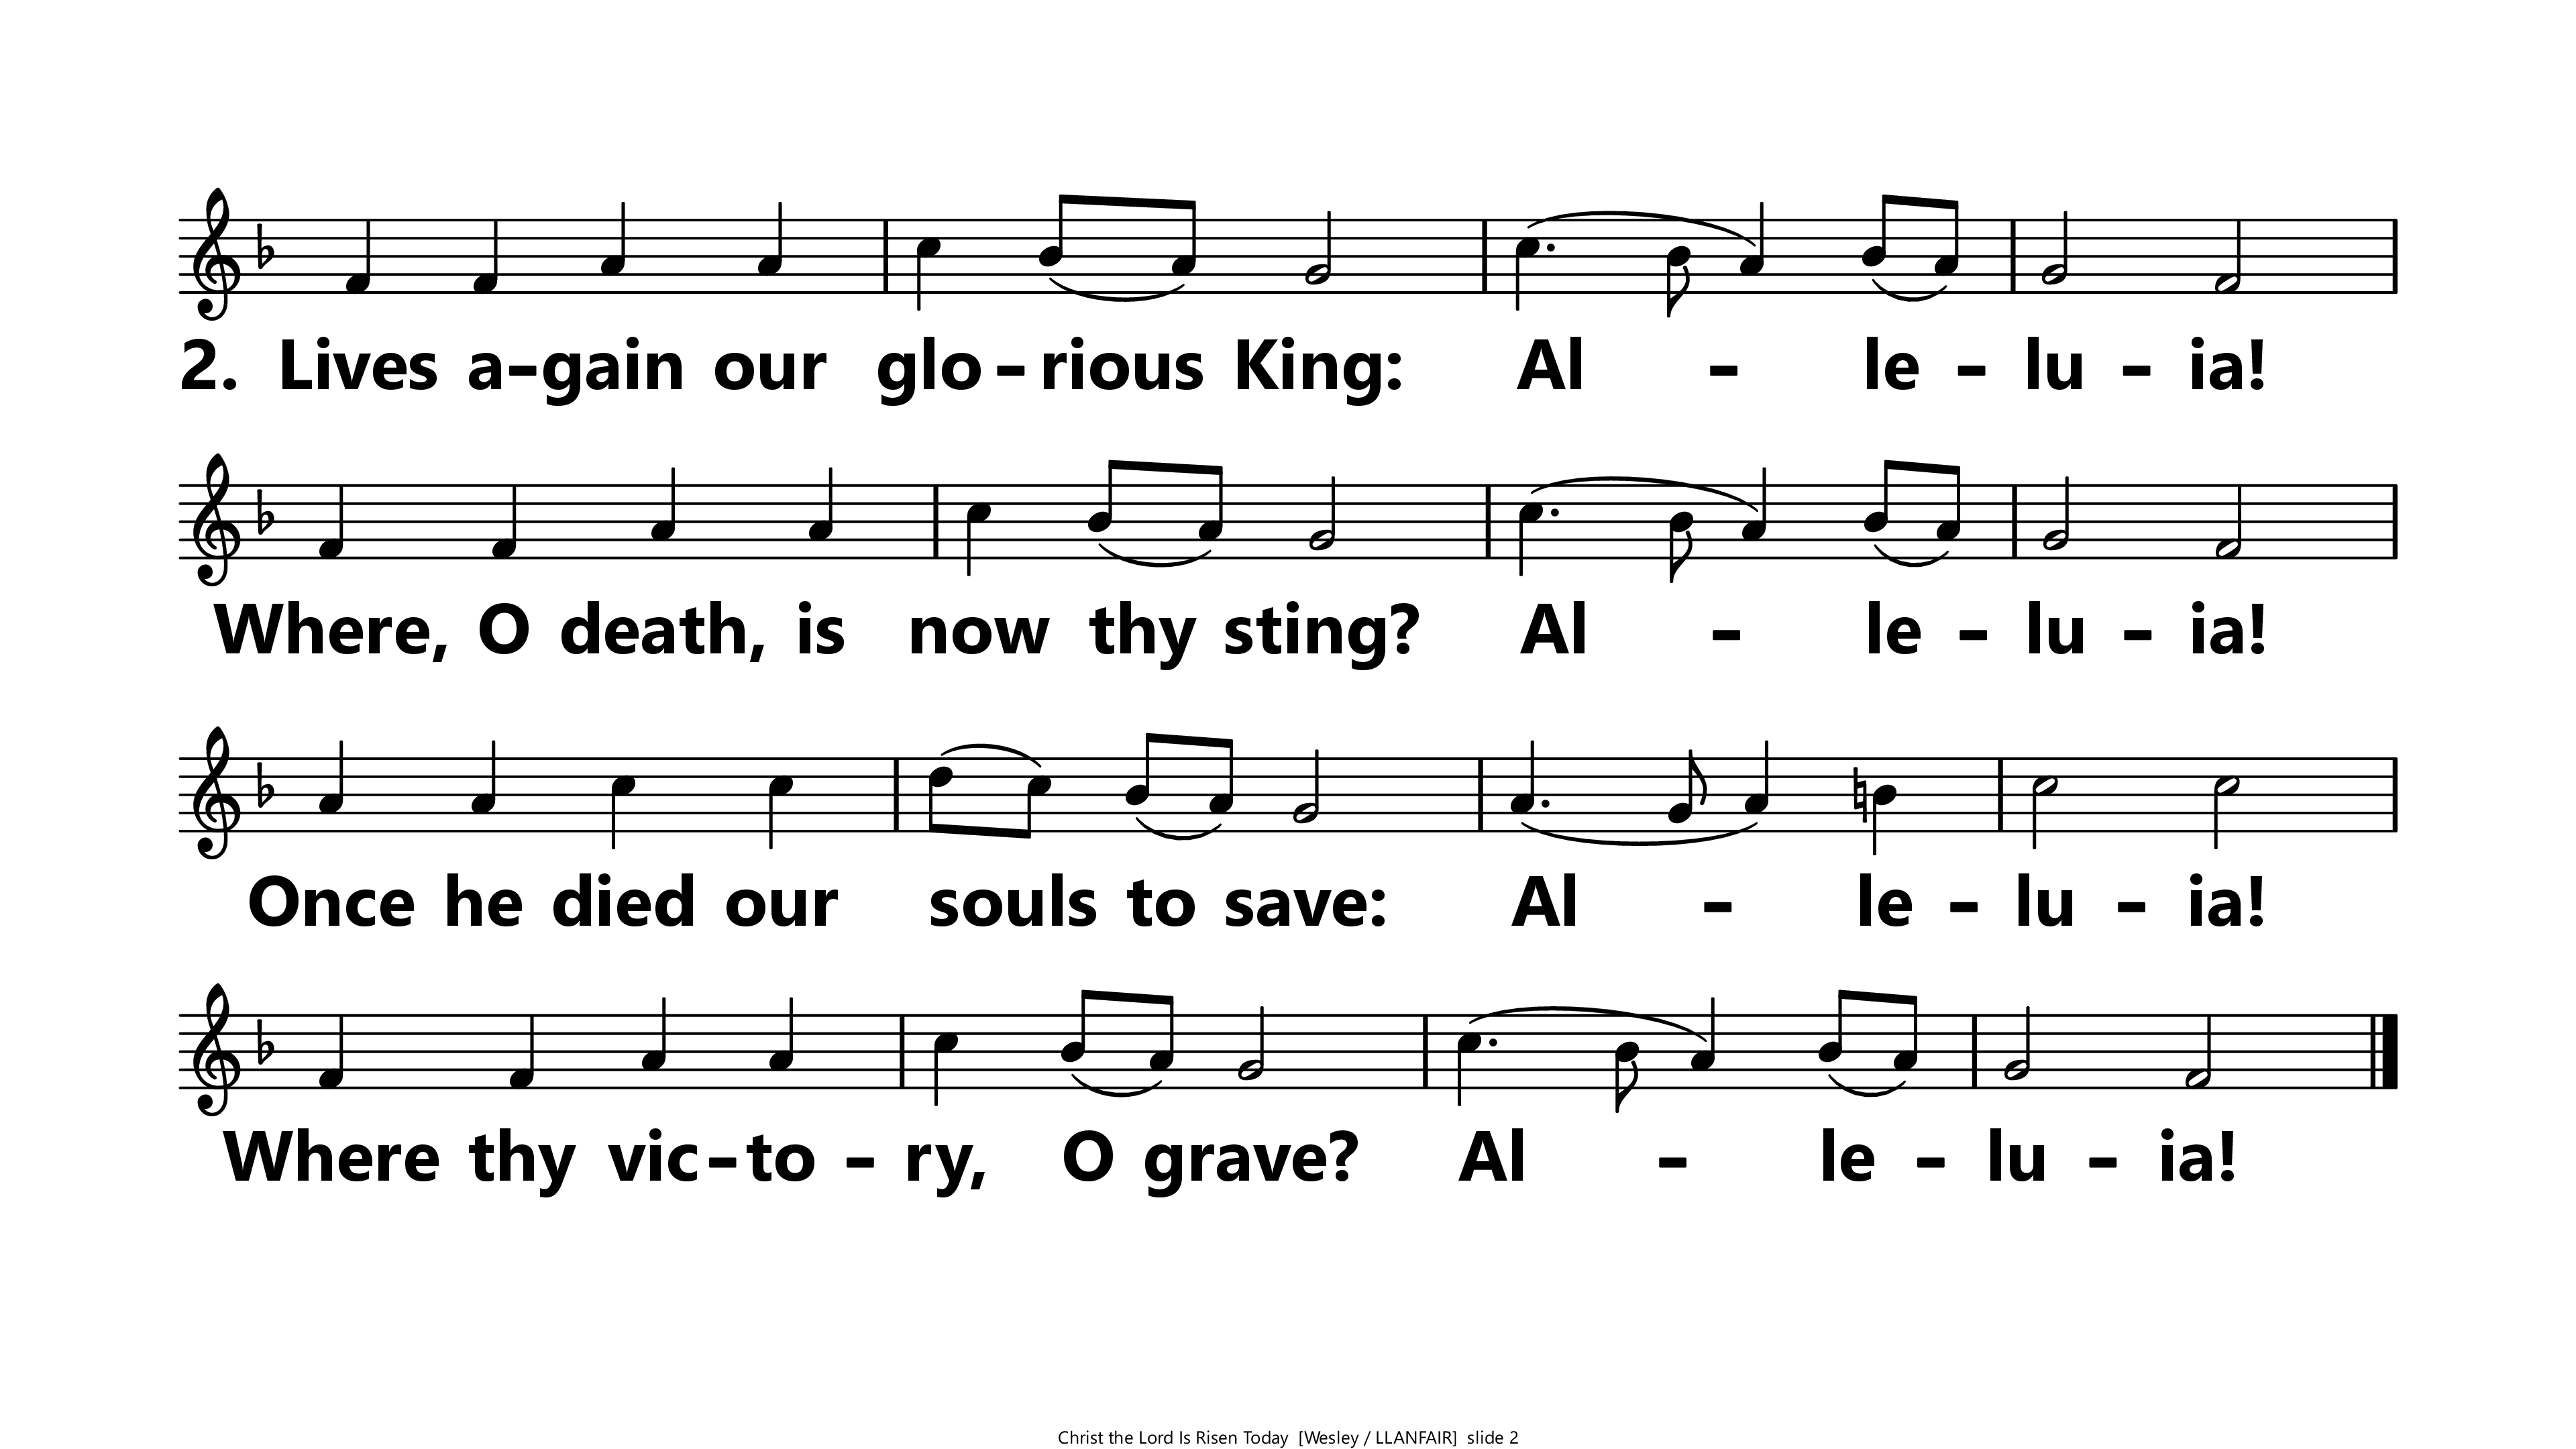 2. Lives a-gain our glo-rious King: Al - le - lu - ia!
Where, O death, is now thy sting? Al - le - lu - ia!
Once he died our souls to save: Al - le - lu - ia!
Where thy vic-to - ry, O grave? Al - le - lu - ia!
Christ the Lord Is Risen Today [Wesley / LLANFAIR] slide 2